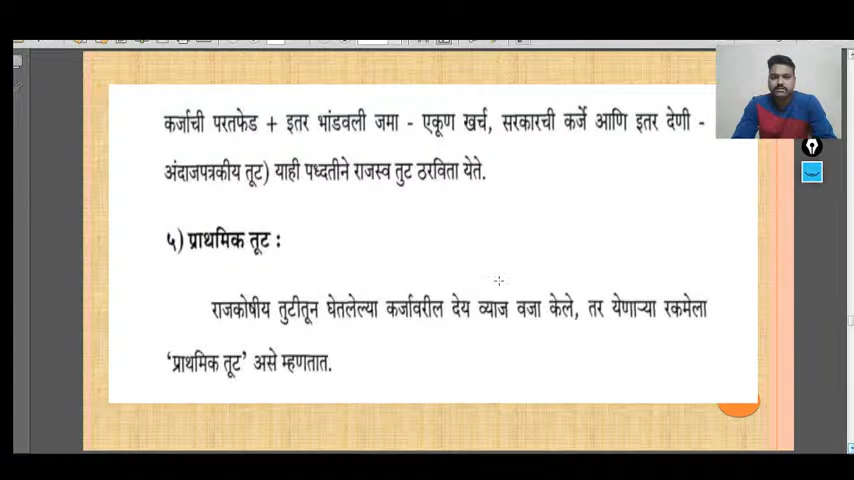 कर्जाची परतफेड + इतर भांडवली जमा - एकूण खर्च, सरकारची कर्जे आणि इतर देणी -
अंदाजपत्रकीय तूट) याही पध्दतीने राजस्व तुट ठरविता येते.
५) प्राथमिक तूट :
राजकोषीय तुटीतून घेतलेल्या कर्जावरील देय व्याज वजा केले, तर येणाऱ्या रकमेला
‘प्राथमिक तूट’ असे म्हणतात.